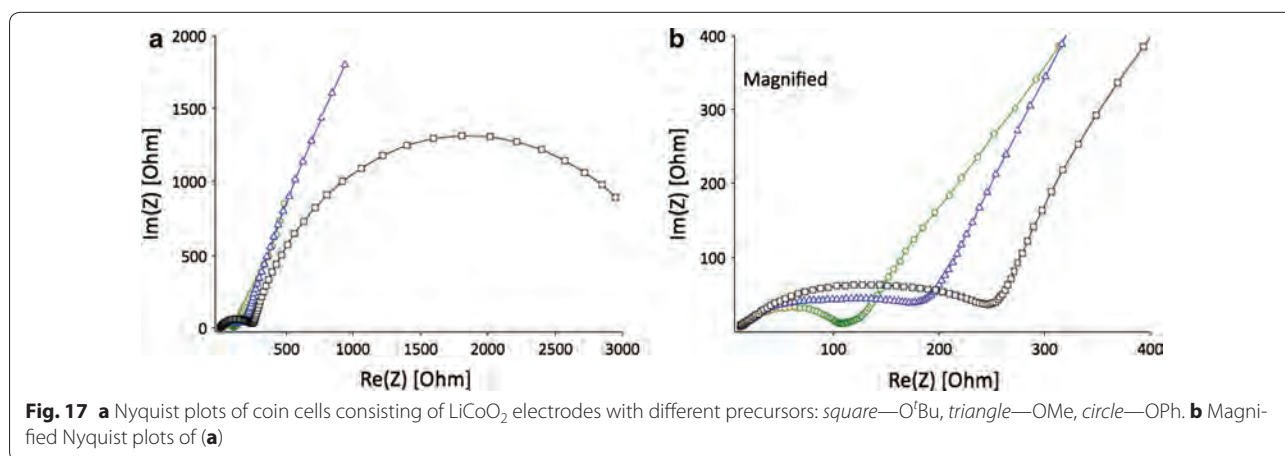 a
2000
1500
1000
500
0
Im(Z) [Ohm]
500 1000 1500 2000 2500 3000
Re(Z) [Ohm]
b
Magnified
400
300
200
100
Im(Z) [Ohm]
100 200 300 400
Re(Z) [Ohm]
Fig. 17 a Nyquist plots of coin cells consisting of LiCoO₂ electrodes with different precursors: square—OᵗBu, triangle—OMe, circle—OPh. b Magni-
fied Nyquist plots of (a)